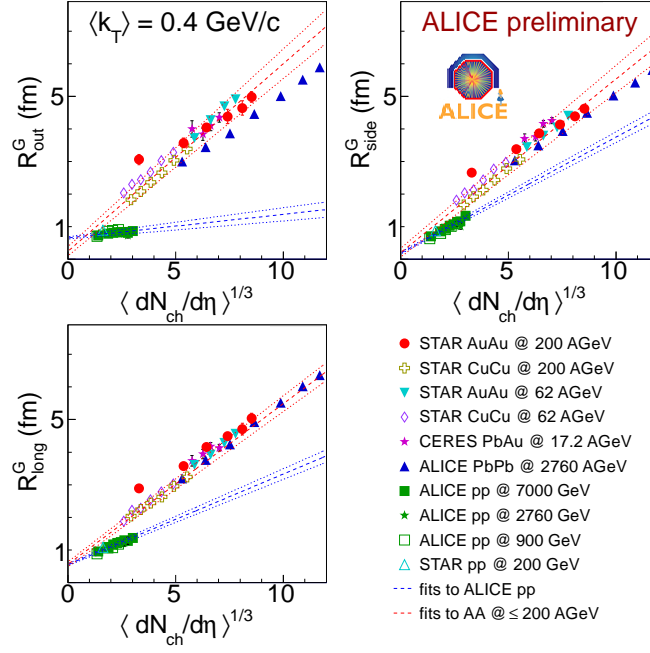 ⟨k_T⟩ = 0.4 GeV/c
ALICE preliminary
ALICE
R^G_out (fm)
5
1
0
5
10
⟨ dN_ch/dη ⟩^1/3
R^G_side (fm)
5
1
0
5
10
⟨ dN_ch/dη ⟩^1/3
R^G_long (fm)
5
1
0
5
10
⟨ dN_ch/dη ⟩^1/3
STAR AuAu @ 200 AGeV
STAR CuCu @ 200 AGeV
STAR AuAu @ 62 AGeV
STAR CuCu @ 62 AGeV
CERES PbAu @ 17.2 AGeV
ALICE PbPb @ 2760 AGeV
ALICE pp @ 7000 GeV
ALICE pp @ 2760 GeV
ALICE pp @ 900 GeV
STAR pp @ 200 GeV
fits to ALICE pp
fits to AA @ ≤ 200 AGeV